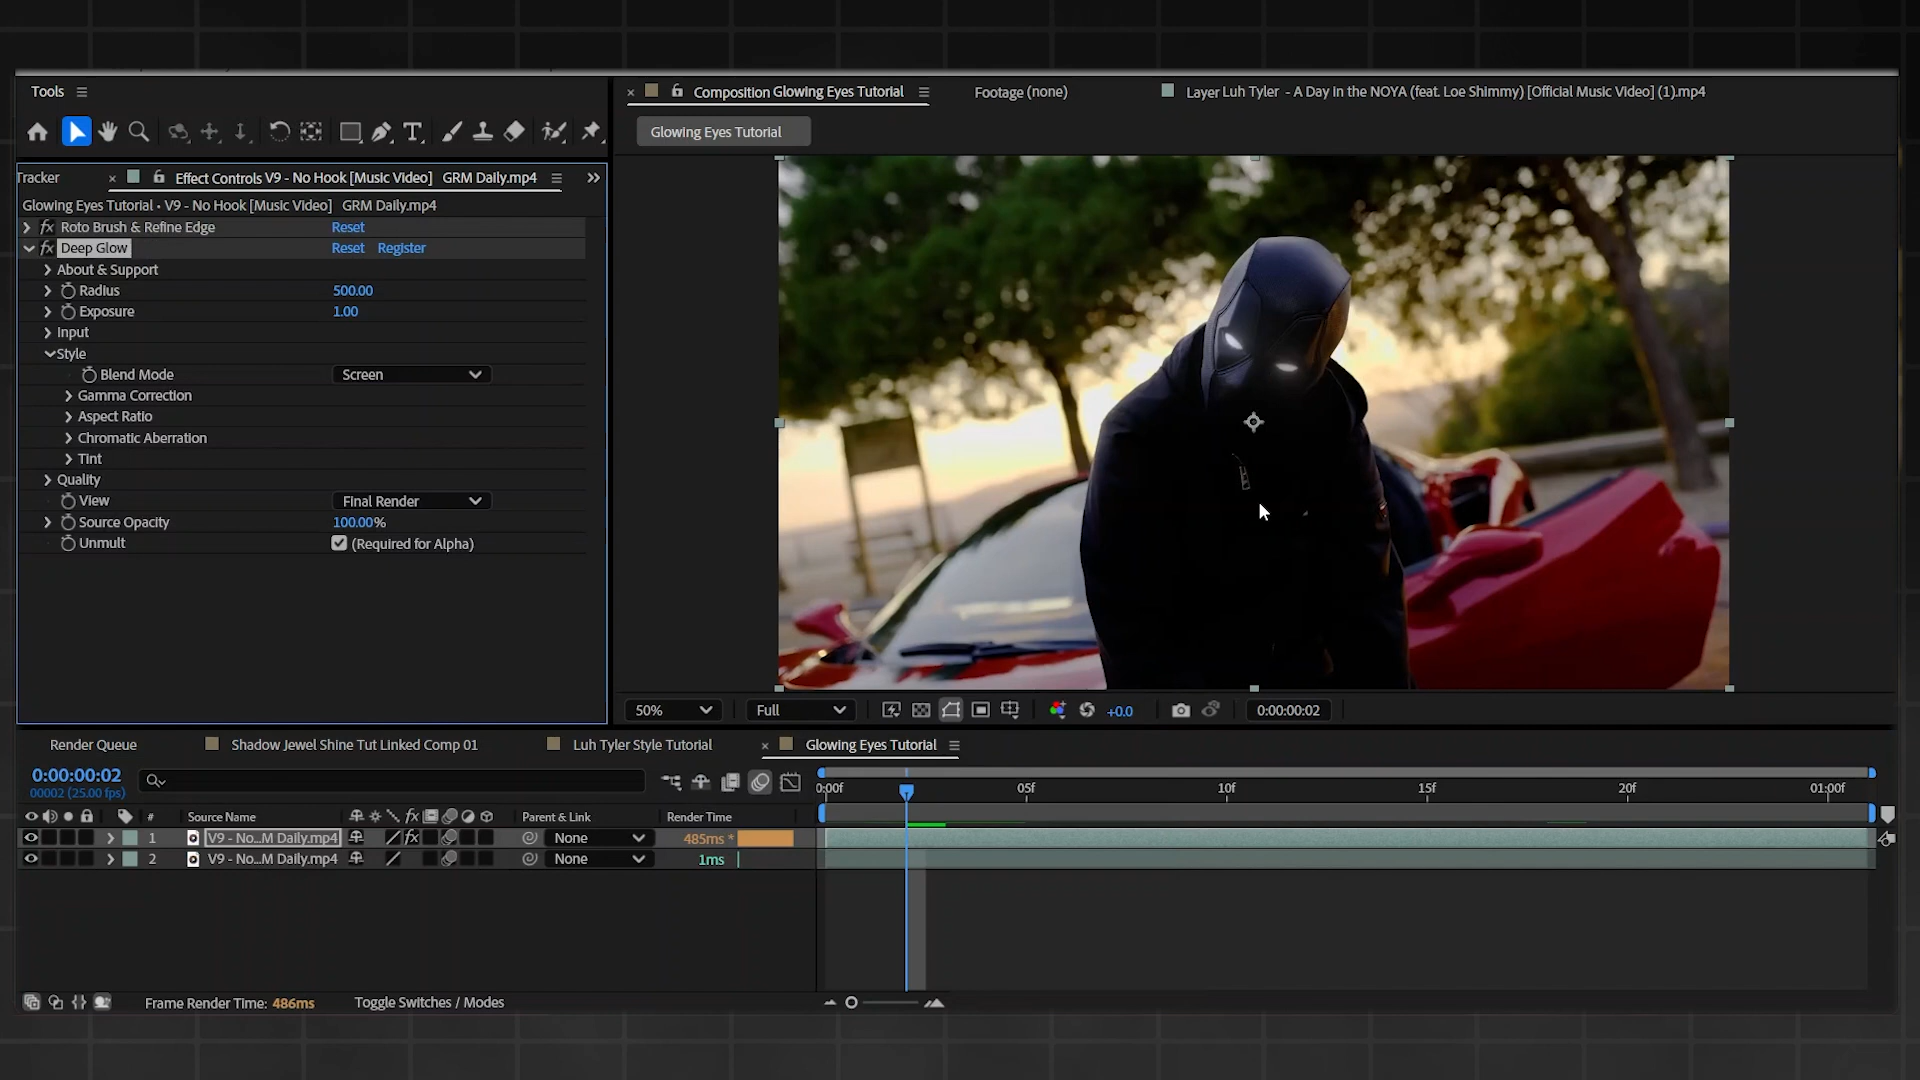 Tools
Composition Glowing Eyes Tutorial
Footage (none)
Layer Luh Tyler - A Day in the NOYA (feat. Loe Shimmy) [Official Music Video] (1).mp4
Glowing Eyes Tutorial
Tracker
Effect Controls V9 - No Hook [Music Video] GRM Daily.mp4
Glowing Eyes Tutorial • V9 - No Hook [Music Video] GRM Daily.mp4
fx Roto Brush & Refine Edge Reset
fx Deep Glow Reset Register
About & Support
Radius 500.00
Exposure 1.00
Input
Style
Blend Mode Screen
Gamma Correction
Aspect Ratio
Chromatic Aberration
Tint
Quality
View Final Render
Source Opacity 100.00%
Unmult (Required for Alpha)
50% Full +0.0 0:00:00:02
Render Queue
Shadow Jewel Shine Tut Linked Comp 01
Luh Tyler Style Tutorial
Glowing Eyes Tutorial
0:00:00:02
00002 (25.00 fps)
0:00f 05f 10f 15f 20f 01:00f
# Source Name fx Parent & Link Render Time
1 V9 - No...M Daily.mp4 fx None 485ms *
2 V9 - No...M Daily.mp4 None 1ms
Frame Render Time: 486ms
Toggle Switches / Modes